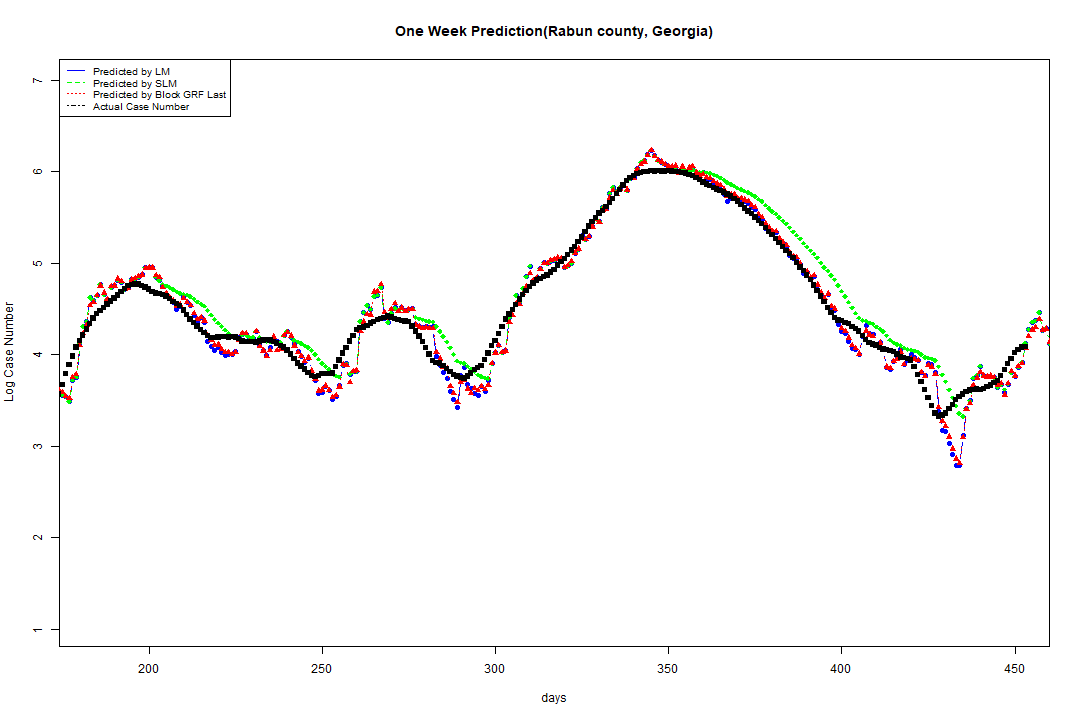 One Week Prediction(Rabun county, Georgia)
Predicted by LM
Predicted by SLM
Predicted by Block GRF Last
Actual Case Number
Log Case Number
7
6
5
4
3
2
1
200 250 300 350 400 450
days